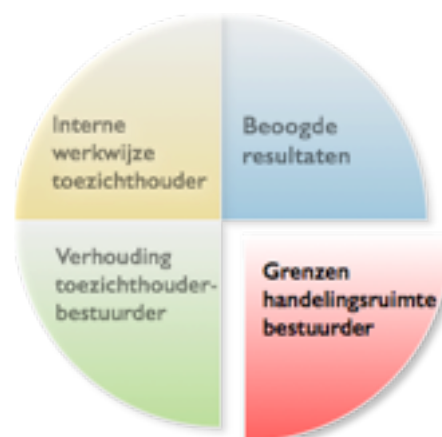 Interne
werkwijze
toezichthouder
Beoogde
resultaten
Verhouding
toezichthouder-
bestuurder
Grenzen
handelingsruimte
bestuurder